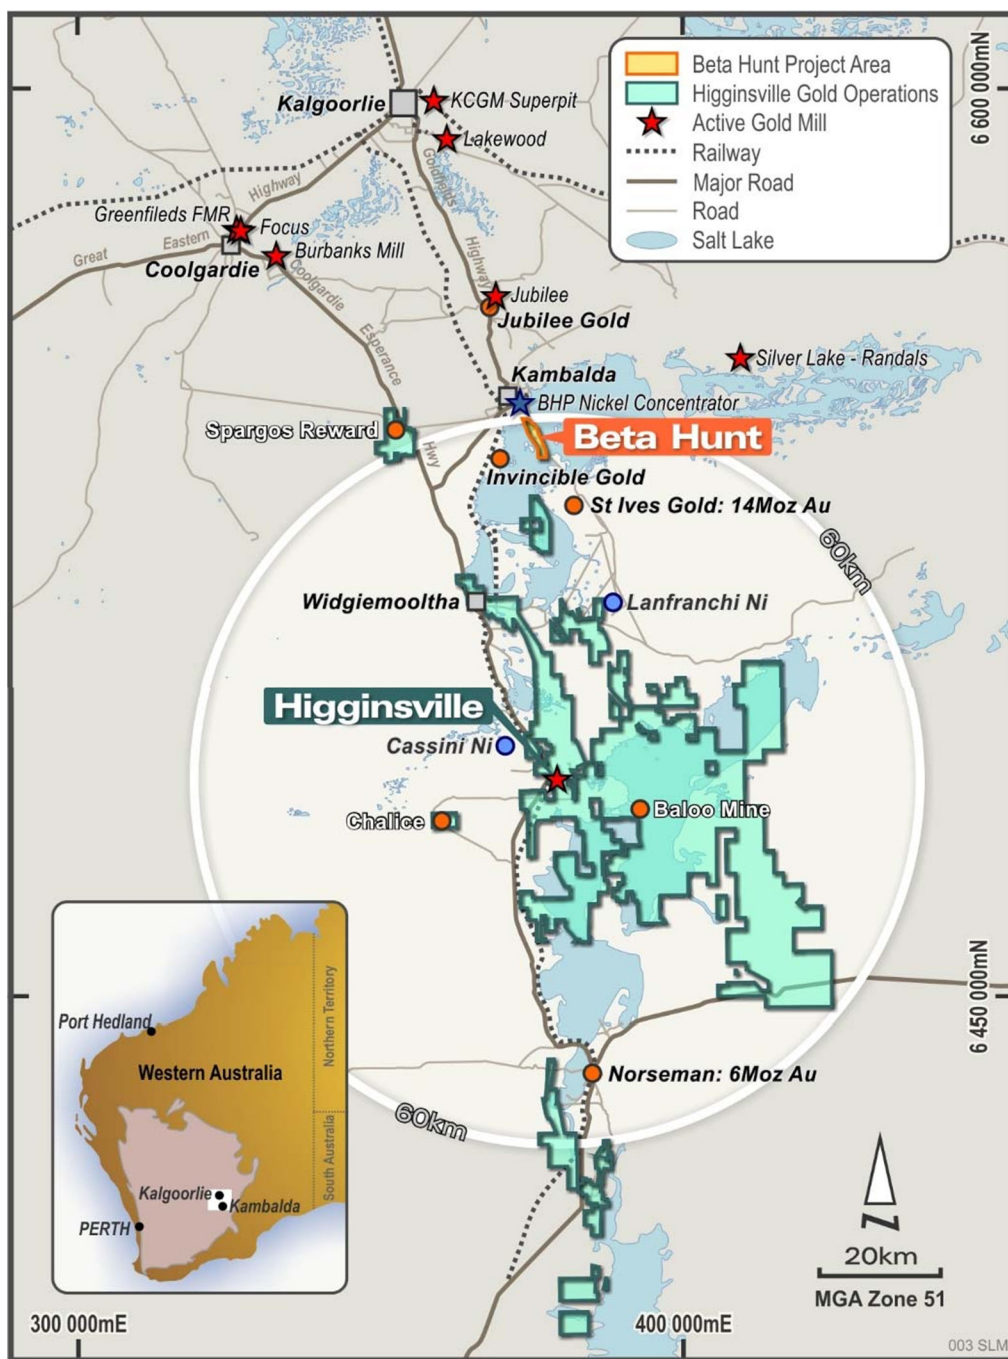 6 600 000mN
Beta Hunt Project Area
Higginsville Gold Operations
Active Gold Mill
Railway
Major Road
Road
Salt Lake
Kalgoorlie
KCGM Superpit
Lakewood
Goldfields
Highway
Highway
Greenfileds FMR
Focus
Great
Eastern
Burbanks Mill
Coolgardie
Coolgardie
Esperance
Hwy
Jubilee
Jubilee Gold
Silver Lake - Randals
Kambalda
BHP Nickel Concentrator
Spargos Reward
Beta Hunt
Invincible Gold
St Ives Gold: 14Moz Au
60km
Widgiemooltha
Lanfranchi Ni
Higginsville
Cassini Ni
Chalice
Baloo Mine
6 450 000mN
Norseman: 6Moz Au
60km
Port Hedland
Western Australia
Northern Territory
South Australia
Kalgoorlie
Kambalda
PERTH
N
20km
MGA Zone 51
300 000mE
400 000mE
003 SLM